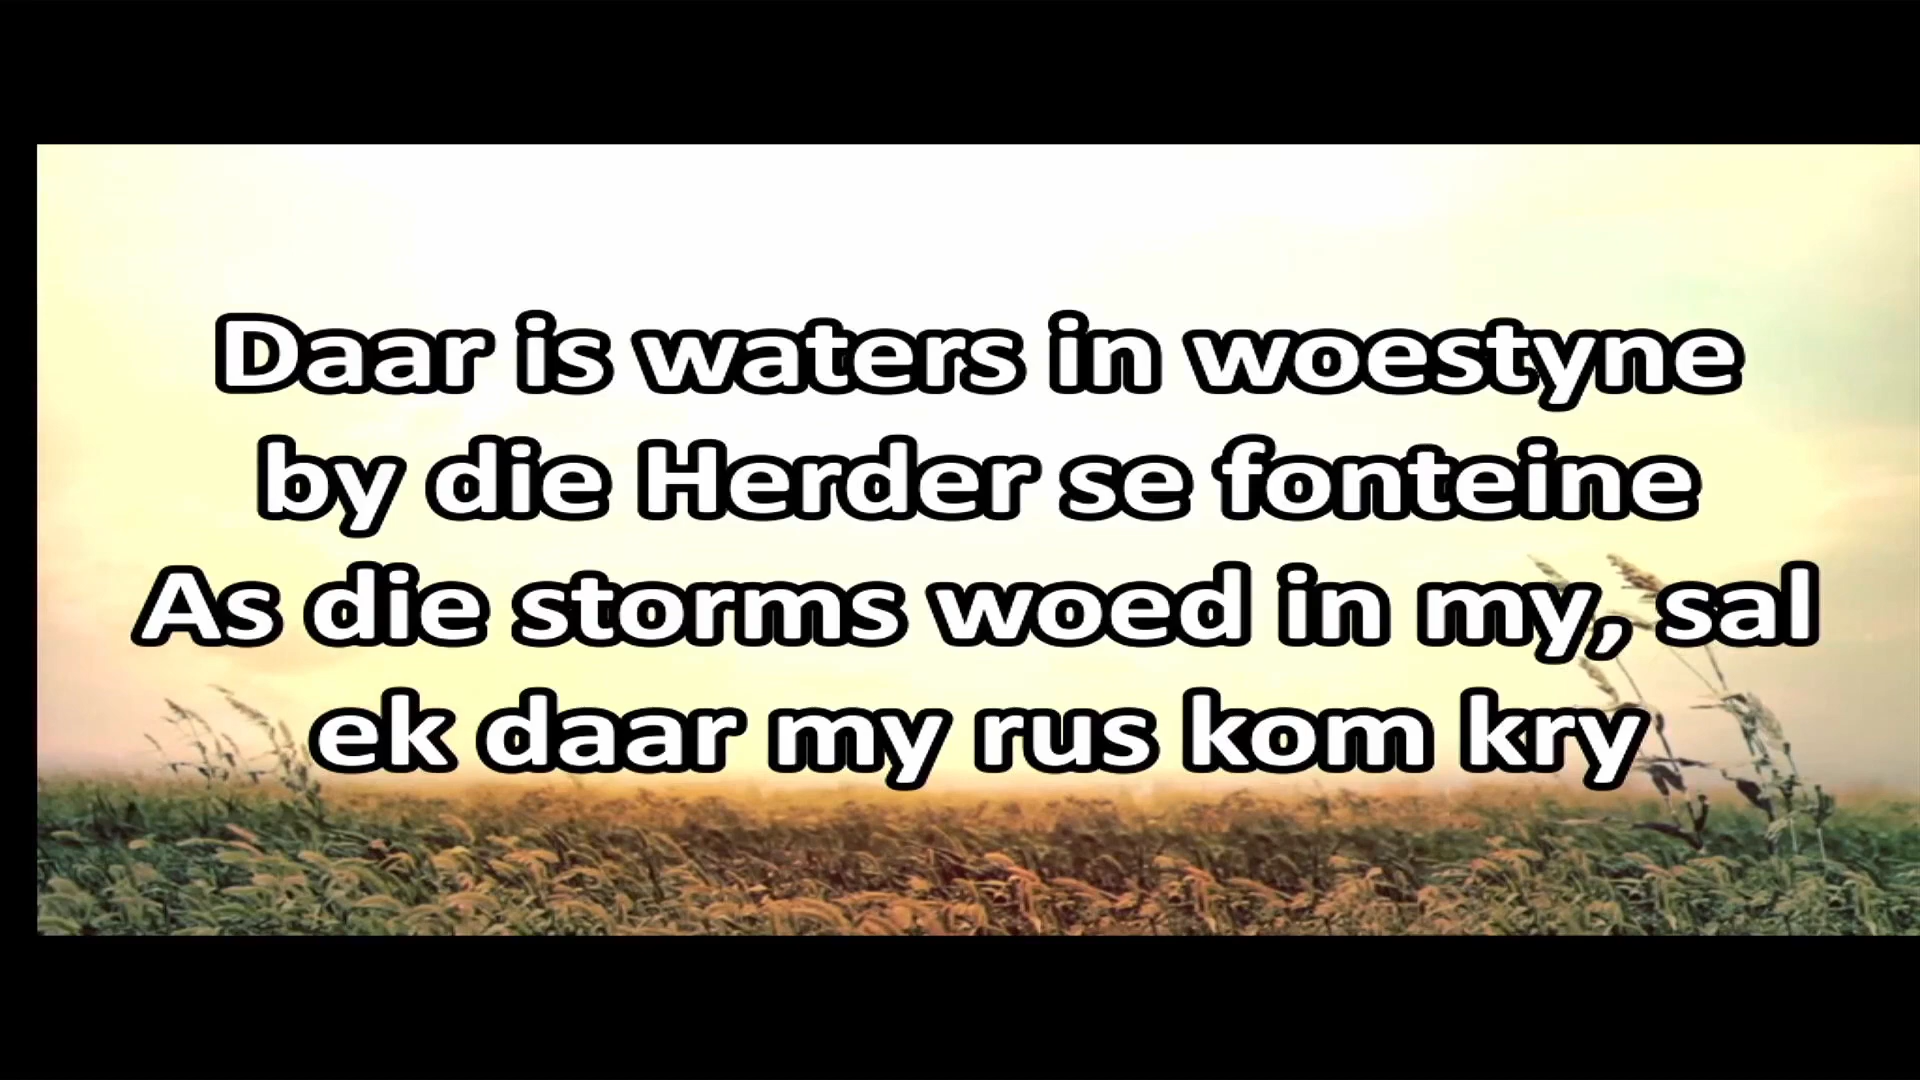 Daar is waters in woestyne
by die Herder se fonteine
As die storms woed in my, sal
ek daar my rus kom kry